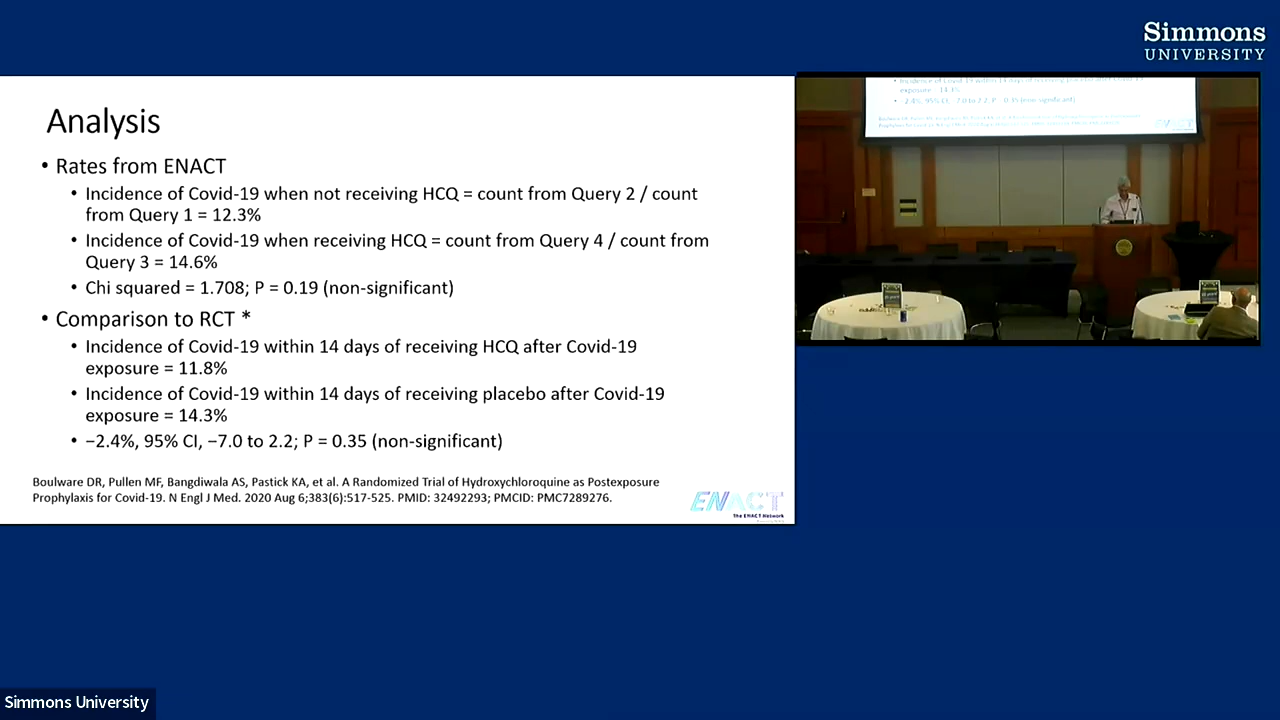 Simmons
UNIVERSITY
Analysis
• Rates from ENACT
• Incidence of Covid-19 when not receiving HCQ = count from Query 2 / count
from Query 1 = 12.3%
• Incidence of Covid-19 when receiving HCQ = count from Query 4 / count from
Query 3 = 14.6%
• Chi squared = 1.708; P = 0.19 (non-significant)
• Comparison to RCT *
• Incidence of Covid-19 within 14 days of receiving HCQ after Covid-19
exposure = 11.8%
• Incidence of Covid-19 within 14 days of receiving placebo after Covid-19
exposure = 14.3%
• −2.4%, 95% CI, −7.0 to 2.2; P = 0.35 (non-significant)
Boulware DR, Pullen MF, Bangdiwala AS, Pastick KA, et al. A Randomized Trial of Hydroxychloroquine as Postexposure
Prophylaxis for Covid-19. N Engl J Med. 2020 Aug 6;383(6):517-525. PMID: 32492293; PMCID: PMC7289276.
ENACT
The ENACT Network
exposure = 14.3%
Simmons University